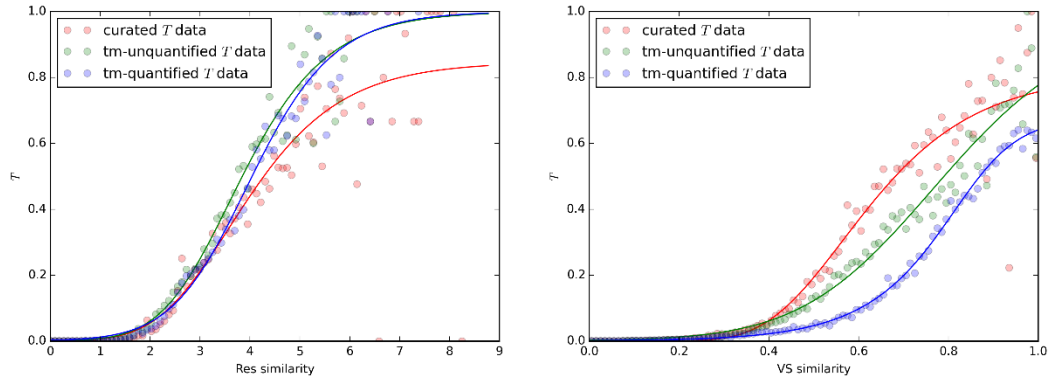 curated T data
tm-unquantified T data
tm-quantified T data
1.0
0.8
0.6
0.4
0.2
0.0
T
0 1 2 3 4 5 6 7 8 9
Res similarity
curated T data
tm-unquantified T data
tm-quantified T data
1.0
0.8
0.6
0.4
0.2
0.0
T
0.0 0.2 0.4 0.6 0.8 1.0
VS similarity